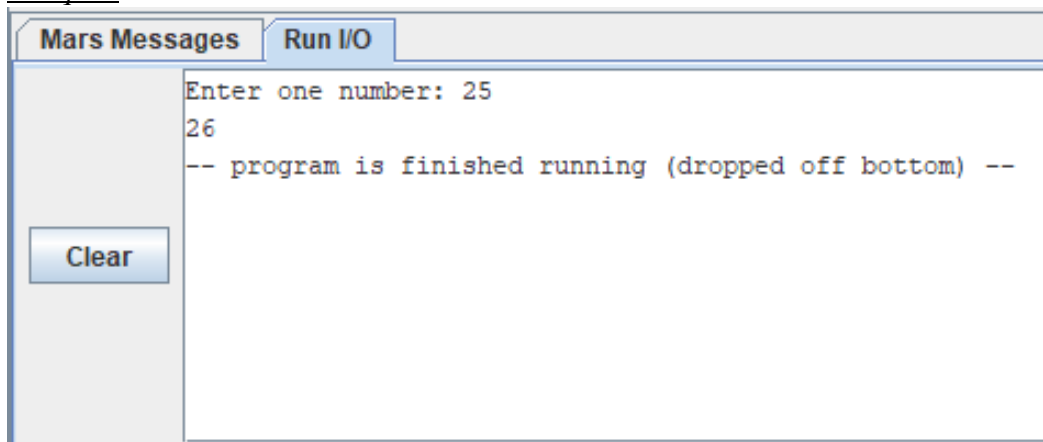 Mars Messages Run I/O
Enter one number: 25
26
-- program is finished running (dropped off bottom) --
Clear